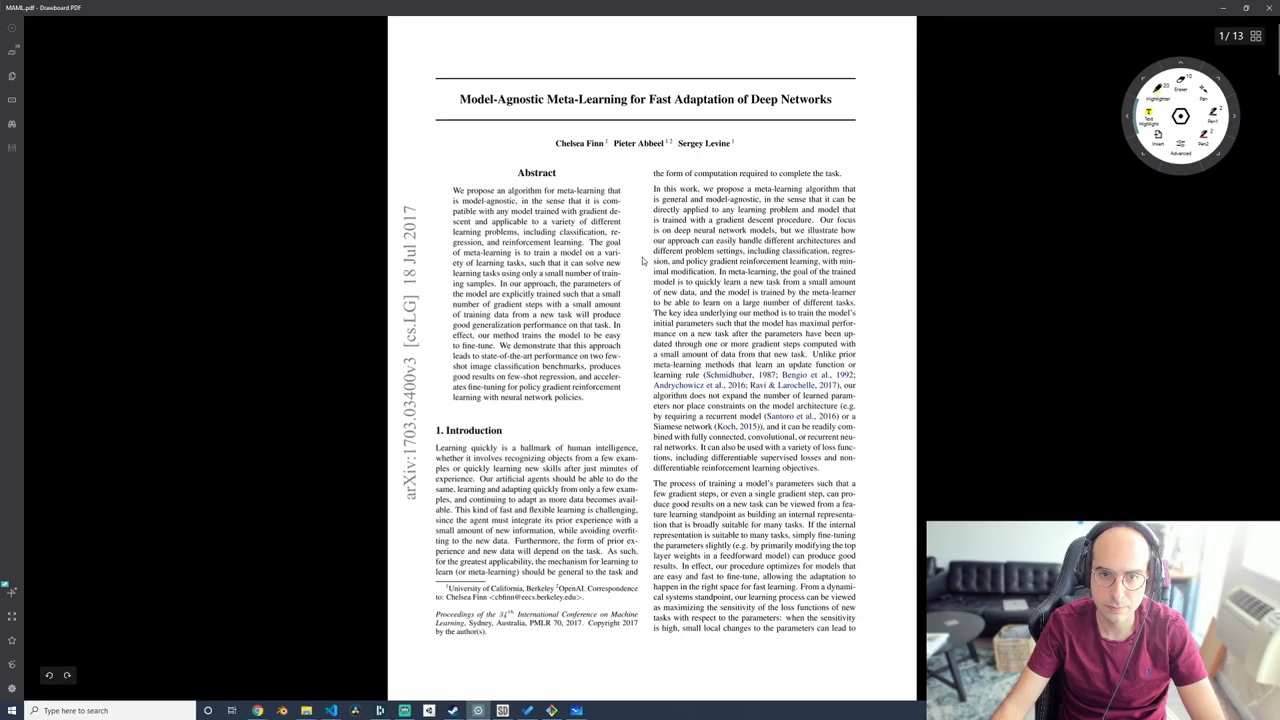 MAML.pdf - Drawboard PDF
1 / 13
20
Highlighter
10
Eraser
Pen
2
Pen1
2
Pen2
Advanced
Insert
Text
Highlight
Model-Agnostic Meta-Learning for Fast Adaptation of Deep Networks
Chelsea Finn 1 Pieter Abbeel 1 2 Sergey Levine 1
arXiv:1703.03400v3 [cs.LG] 18 Jul 2017
Abstract
We propose an algorithm for meta-learning that
is model-agnostic, in the sense that it is com-
patible with any model trained with gradient de-
scent and applicable to a variety of different
learning problems, including classification, re-
gression, and reinforcement learning. The goal
of meta-learning is to train a model on a vari-
ety of learning tasks, such that it can solve new
learning tasks using only a small number of train-
ing samples. In our approach, the parameters of
the model are explicitly trained such that a small
number of gradient steps with a small amount
of training data from a new task will produce
good generalization performance on that task. In
effect, our method trains the model to be easy
to fine-tune. We demonstrate that this approach
leads to state-of-the-art performance on two few-
shot image classification benchmarks, produces
good results on few-shot regression, and acceler-
ates fine-tuning for policy gradient reinforcement
learning with neural network policies.
1. Introduction
Learning quickly is a hallmark of human intelligence,
whether it involves recognizing objects from a few exam-
ples or quickly learning new skills after just minutes of
experience. Our artificial agents should be able to do the
same, learning and adapting quickly from only a few exam-
ples, and continuing to adapt as more data becomes avail-
able. This kind of fast and flexible learning is challenging,
since the agent must integrate its prior experience with a
small amount of new information, while avoiding overfit-
ting to the new data. Furthermore, the form of prior ex-
perience and new data will depend on the task. As such,
for the greatest applicability, the mechanism for learning to
learn (or meta-learning) should be general to the task and
1University of California, Berkeley 2OpenAI. Correspondence
to: Chelsea Finn <cbfinn@eecs.berkeley.edu>.
Proceedings of the 34th International Conference on Machine
Learning, Sydney, Australia, PMLR 70, 2017. Copyright 2017
by the author(s).
the form of computation required to complete the task.
In this work, we propose a meta-learning algorithm that
is general and model-agnostic, in the sense that it can be
directly applied to any learning problem and model that
is trained with a gradient descent procedure. Our focus
is on deep neural network models, but we illustrate how
our approach can easily handle different architectures and
different problem settings, including classification, regres-
sion, and policy gradient reinforcement learning, with min-
imal modification. In meta-learning, the goal of the trained
model is to quickly learn a new task from a small amount
of new data, and the model is trained by the meta-learner
to be able to learn on a large number of different tasks.
The key idea underlying our method is to train the model's
initial parameters such that the model has maximal perfor-
mance on a new task after the parameters have been up-
dated through one or more gradient steps computed with
a small amount of data from that new task. Unlike prior
meta-learning methods that learn an update function or
learning rule (Schmidhuber, 1987; Bengio et al., 1992;
Andrychowicz et al., 2016; Ravi & Larochelle, 2017), our
algorithm does not expand the number of learned param-
eters nor place constraints on the model architecture (e.g.
by requiring a recurrent model (Santoro et al., 2016) or a
Siamese network (Koch, 2015)), and it can be readily com-
bined with fully connected, convolutional, or recurrent neu-
ral networks. It can also be used with a variety of loss func-
tions, including differentiable supervised losses and non-
differentiable reinforcement learning objectives.
The process of training a model's parameters such that a
few gradient steps, or even a single gradient step, can pro-
duce good results on a new task can be viewed from a fea-
ture learning standpoint as building an internal representa-
tion that is broadly suitable for many tasks. If the internal
representation is suitable to many tasks, simply fine-tuning
the parameters slightly (e.g. by primarily modifying the top
layer weights in a feedforward model) can produce good
results. In effect, our procedure optimizes for models that
are easy and fast to fine-tune, allowing the adaptation to
happen in the right space for fast learning. From a dynami-
cal systems standpoint, our learning process can be viewed
as maximizing the sensitivity of the loss functions of new
tasks with respect to the parameters: when the sensitivity
is high, small local changes to the parameters can lead to
Type here to search
SD